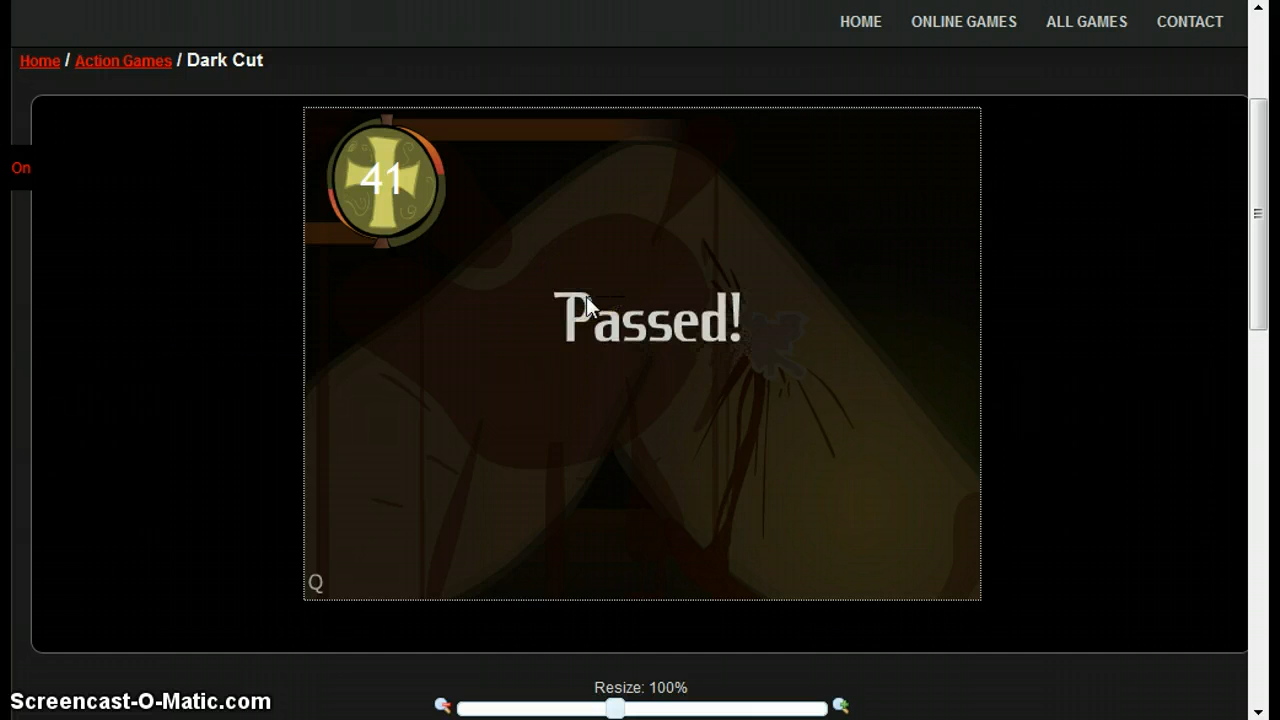 HOME ONLINE GAMES ALL GAMES CONTACT
Home / Action Games / Dark Cut
On
41
Passed!
Q
Resize: 100%
Screencast-O-Matic.com